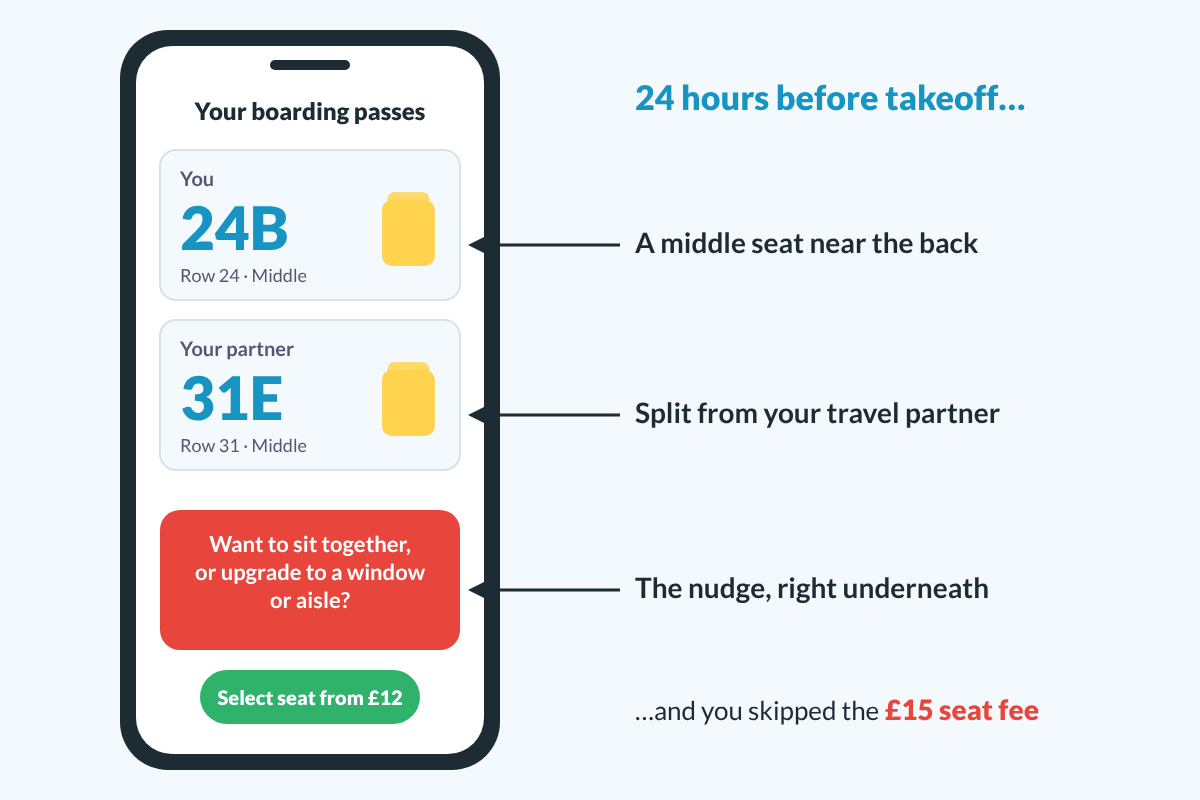 Your boarding passes
You
24B
Row 24 · Middle
Your partner
31E
Row 31 · Middle
Want to sit together,
or upgrade to a window
or aisle?
Select seat from £12
24 hours before takeoff…
A middle seat near the back
Split from your travel partner
The nudge, right underneath
…and you skipped the £15 seat fee